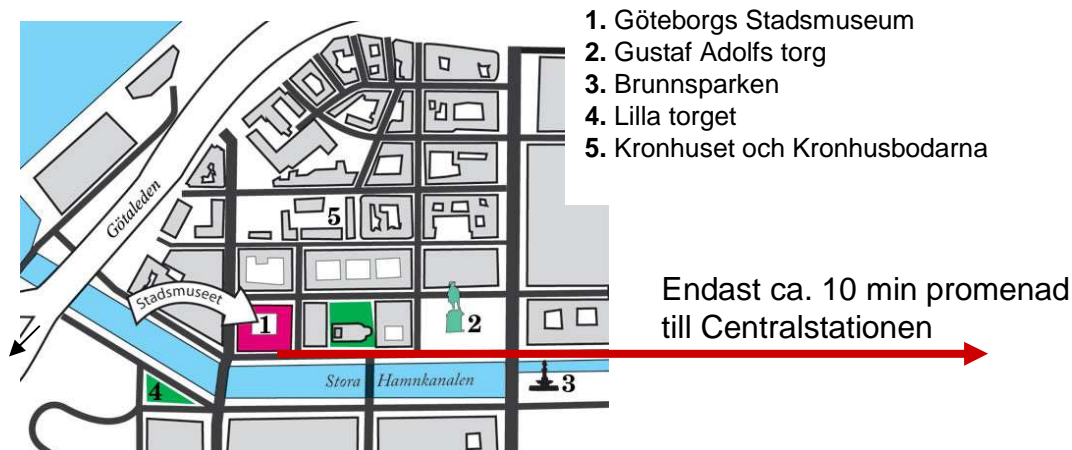 1. Göteborgs Stadsmuseum
2. Gustaf Adolfs torg
3. Brunnsparken
4. Lilla torget
5. Kronhuset och Kronhusbodarna
Götaleden
5
Stadsmuseet
1
2
Endast ca. 10 min promenad
till Centralstationen
Stora Hamnkanalen
3
4